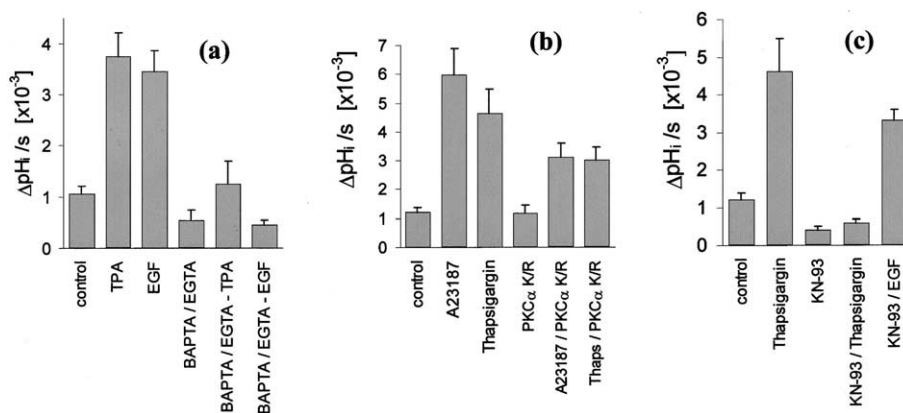 (a)
ΔpHi /s [x10-3]
4
3
2
1
0
control
TPA
EGF
BAPTA / EGTA
BAPTA / EGTA - TPA
BAPTA / EGTA - EGF
(b)
ΔpHi /s [x10-3]
7
6
5
4
3
2
1
0
control
A23187
Thapsigargin
PKCα K/R
A23187 / PKCα K/R
Thaps / PKCα K/R
(c)
ΔpHi /s [x10-3]
6
5
4
3
2
1
0
control
Thapsigargin
KN-93
KN-93 / Thapsigargin
KN-93 / EGF